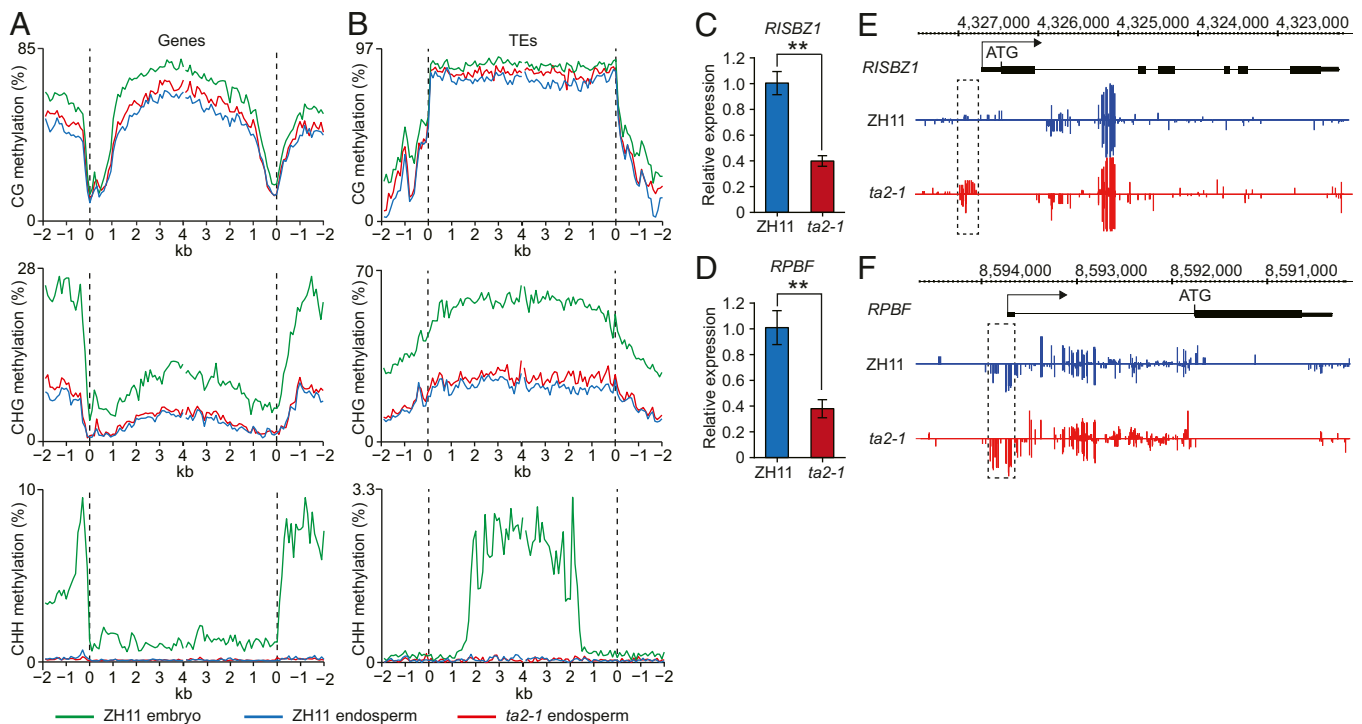 A
Genes
85
CG methylation (%)
0
−2 −1 0 1 2 3 4 3 2 1 0 −1 −2
kb
28
CHG methylation (%)
0
−2 −1 0 1 2 3 4 3 2 1 0 −1 −2
kb
10
CHH methylation (%)
0
−2 −1 0 1 2 3 4 3 2 1 0 −1 −2
kb
B
TEs
97
CG methylation (%)
0
−2 −1 0 1 2 3 4 3 2 1 0 −1 −2
kb
70
CHG methylation (%)
0
−2 −1 0 1 2 3 4 3 2 1 0 −1 −2
kb
3.3
CHH methylation (%)
0
−2 −1 0 1 2 3 4 4 2 1 0 −1 −2
kb
ZH11 embryo ZH11 endosperm ta2-1 endosperm
C
RISBZ1
**
Relative expression
1.2
1.0
0.8
0.6
0.4
0.2
0
ZH11 ta2-1
D
RPBF
**
Relative expression
1.2
1.0
0.8
0.6
0.4
0.2
0
ZH11 ta2-1
E
4,327,000 4,326,000 4,325,000 4,324,000 4,323,000
ATG
RISBZ1
ZH11
ta2-1
F
8,594,000 8,593,000 8,592,000 8,591,000
ATG
RPBF
ZH11
ta2-1